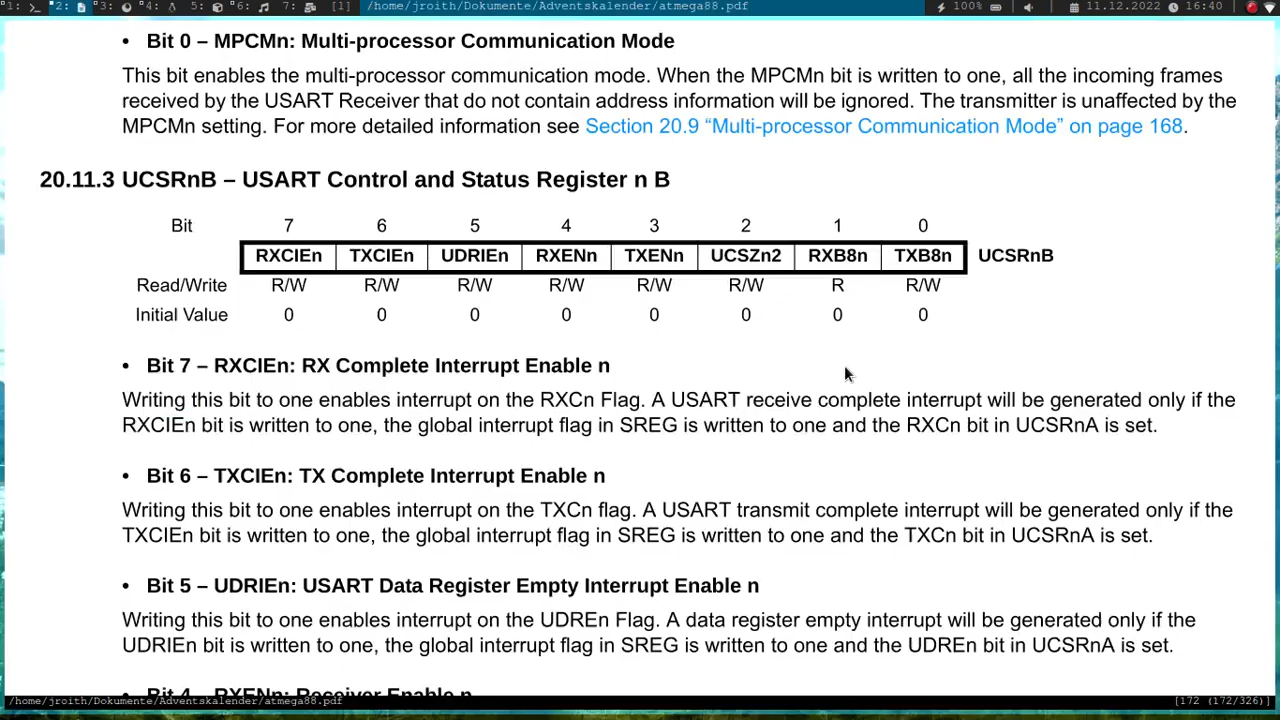 1: 2: 3: 4: 5: 6: 7: [1] /home/jroith/Dokumente/Adventskalender/atmega88.pdf 100% 11.12.2022 16:40
• Bit 0 – MPCMn: Multi-processor Communication Mode
This bit enables the multi-processor communication mode. When the MPCMn bit is written to one, all the incoming frames
received by the USART Receiver that do not contain address information will be ignored. The transmitter is unaffected by the
MPCMn setting. For more detailed information see Section 20.9 “Multi-processor Communication Mode” on page 168.
20.11.3 UCSRnB – USART Control and Status Register n B
Bit 7 6 5 4 3 2 1 0
RXCIEn TXCIEn UDRIEn RXENn TXENn UCSZn2 RXB8n TXB8n UCSRnB
Read/Write R/W R/W R/W R/W R/W R/W R R/W
Initial Value 0 0 0 0 0 0 0 0
• Bit 7 – RXCIEn: RX Complete Interrupt Enable n
Writing this bit to one enables interrupt on the RXCn Flag. A USART receive complete interrupt will be generated only if the
RXCIEn bit is written to one, the global interrupt flag in SREG is written to one and the RXCn bit in UCSRnA is set.
• Bit 6 – TXCIEn: TX Complete Interrupt Enable n
Writing this bit to one enables interrupt on the TXCn flag. A USART transmit complete interrupt will be generated only if the
TXCIEn bit is written to one, the global interrupt flag in SREG is written to one and the TXCn bit in UCSRnA is set.
• Bit 5 – UDRIEn: USART Data Register Empty Interrupt Enable n
Writing this bit to one enables interrupt on the UDREn Flag. A data register empty interrupt will be generated only if the
UDRIEn bit is written to one, the global interrupt flag in SREG is written to one and the UDREn bit in UCSRnA is set.
• Bit 4 – RXENn: Receiver Enable n
/home/jroith/Dokumente/Adventskalender/atmega88.pdf [172 (172/326)]